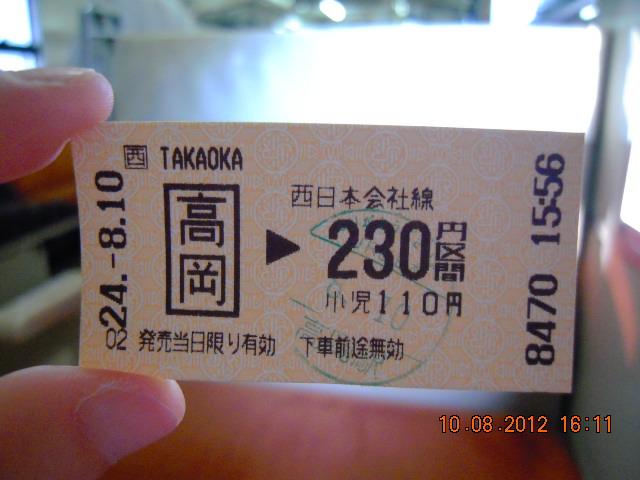 西 TAKAOKA
高岡
西日本会社線
▶ 230円区間
小児110円
02 発売当日限り有効 下車前途無効
24.-8.10
8470 15:56
10.08.2012 16:11